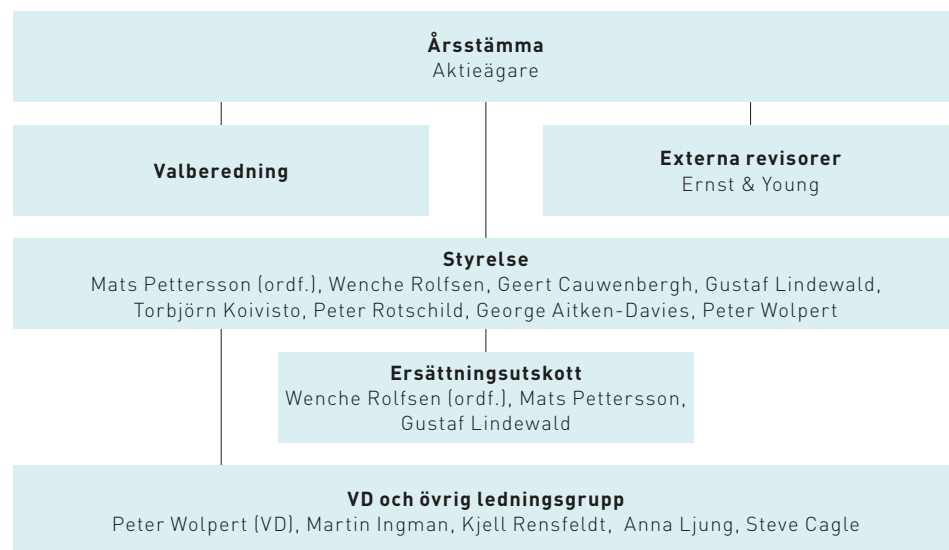 Årsstämma
Aktieägare
Valberedning
Externa revisorer
Ernst & Young
Styrelse
Mats Pettersson (ordf.), Wenche Rolfsen, Geert Cauwenbergh, Gustaf Lindewald,
Torbjörn Koivisto, Peter Rotschild, George Aitken-Davies, Peter Wolpert
Ersättningsutskott
Wenche Rolfsen (ordf.), Mats Pettersson,
Gustaf Lindewald
VD och övrig ledningsgrupp
Peter Wolpert (VD), Martin Ingman, Kjell Rensfeldt, Anna Ljung, Steve Cagle